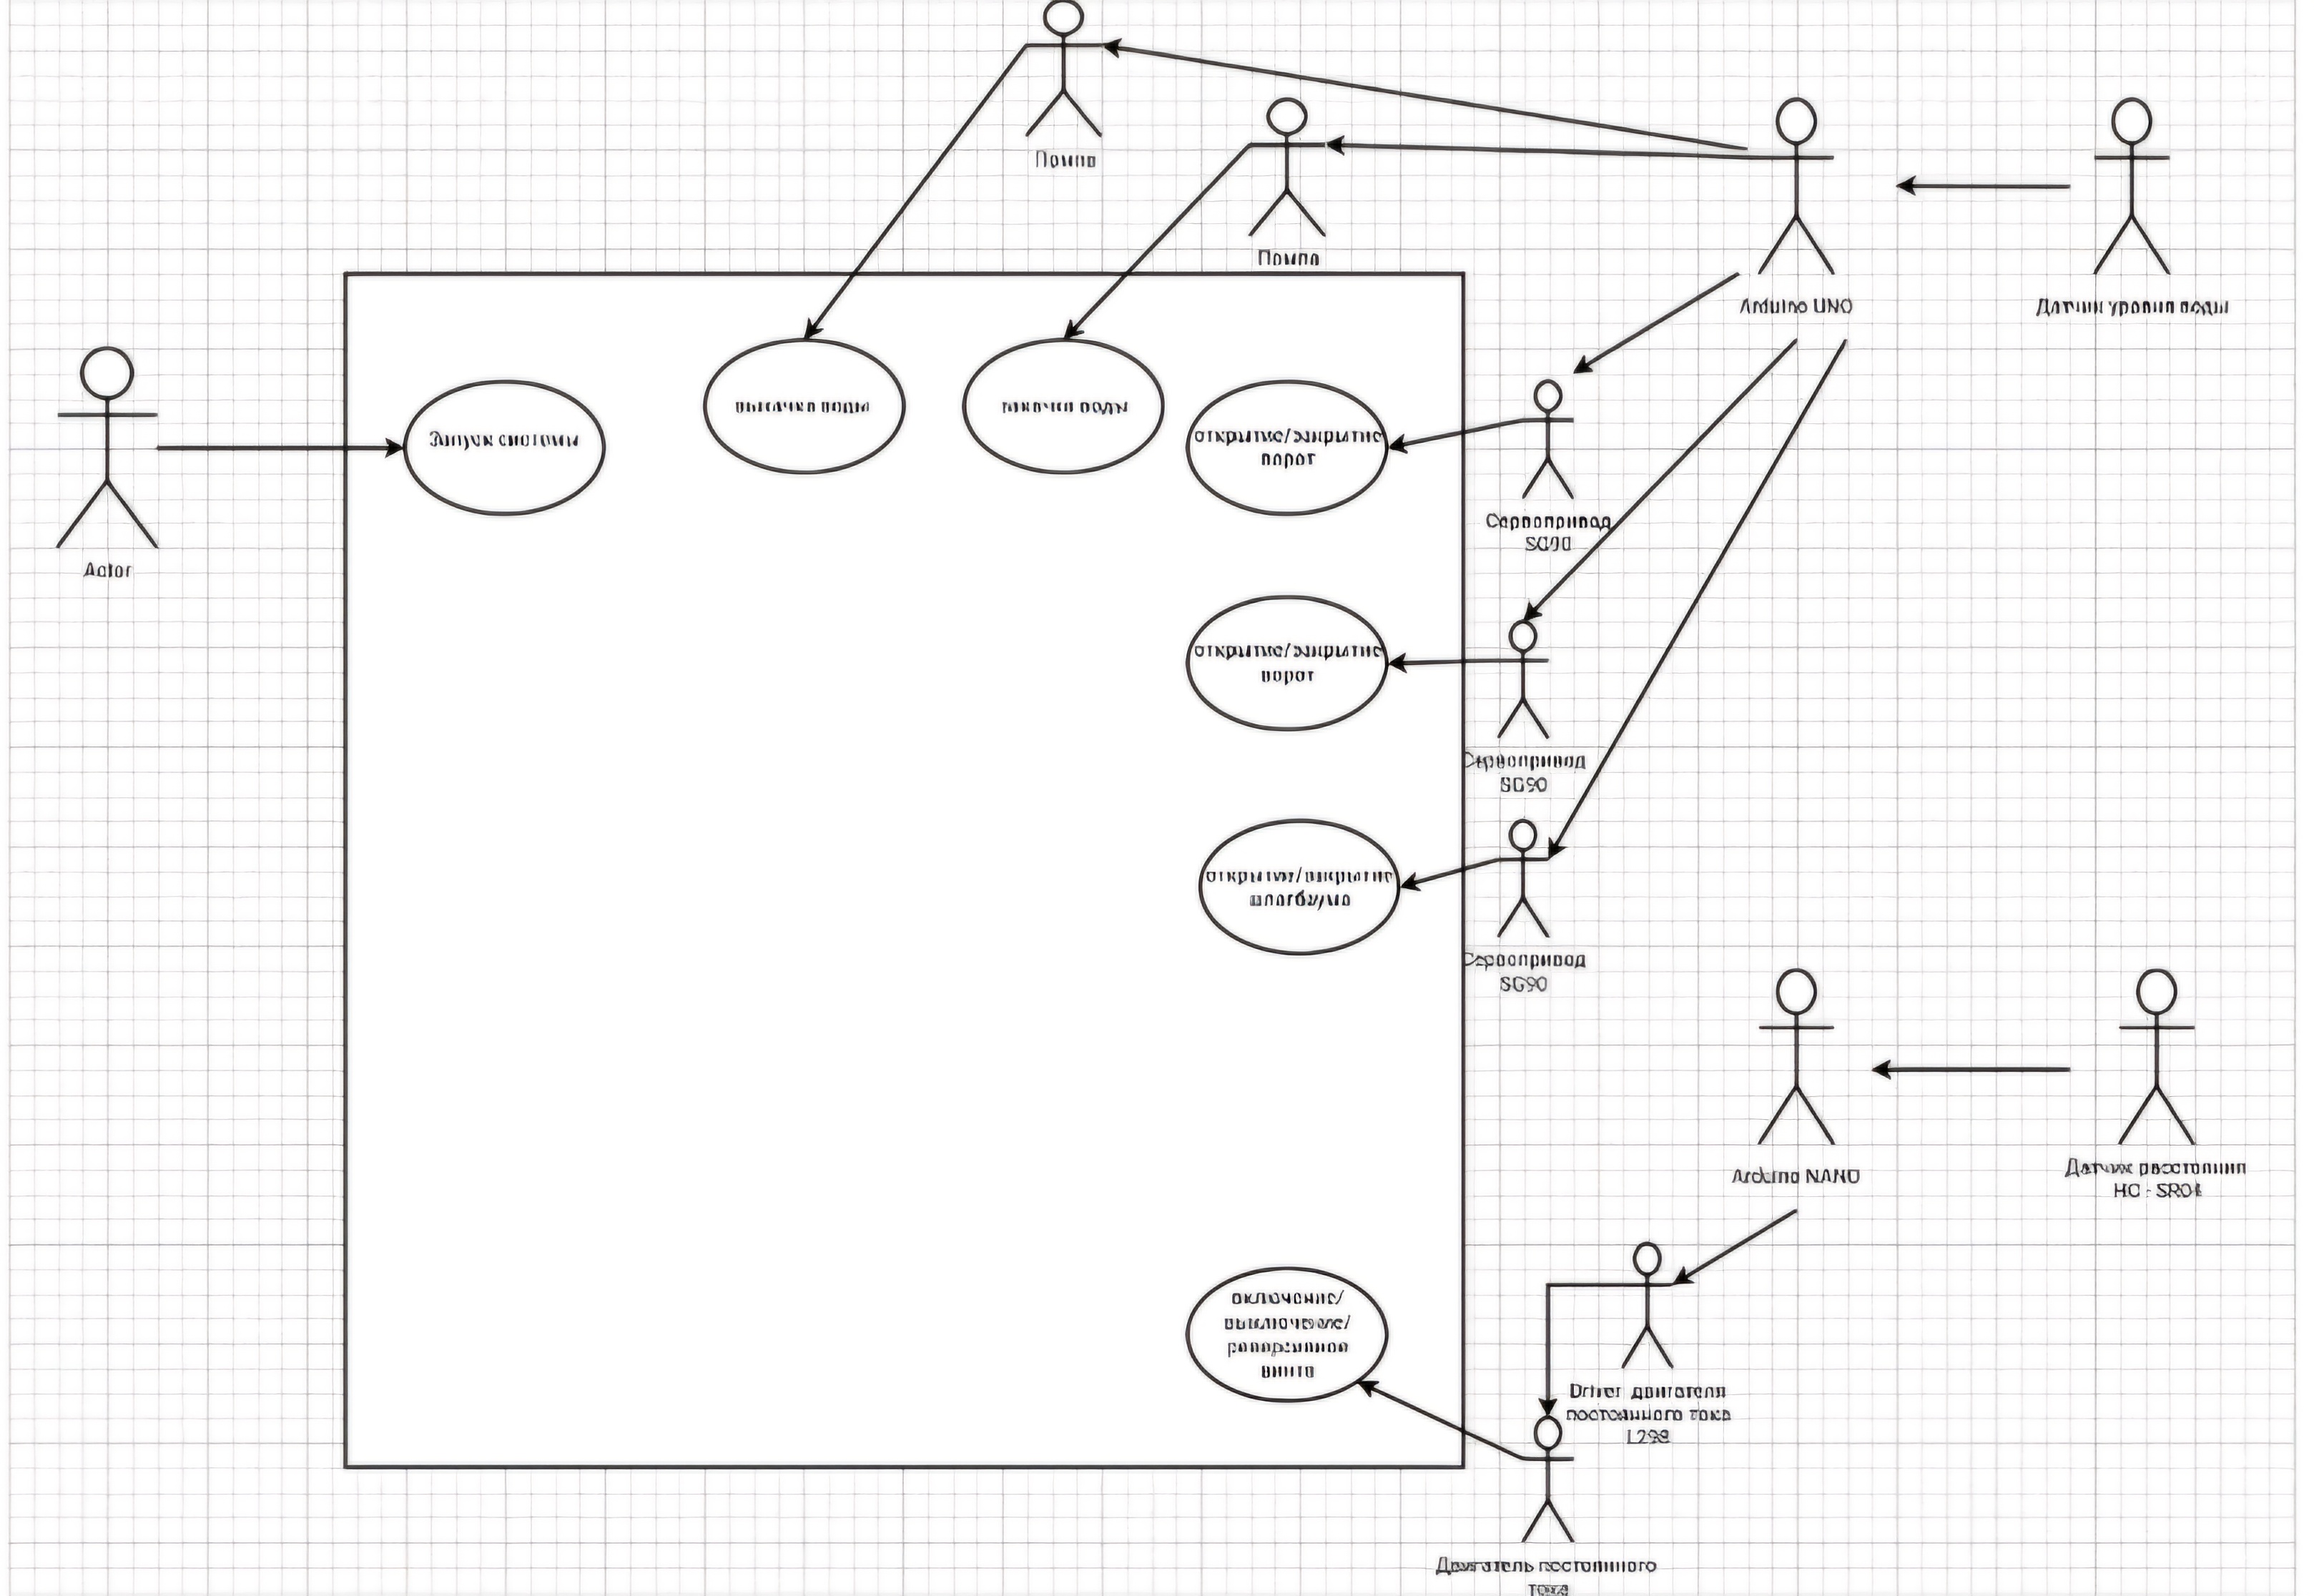 Помпа
Помпа
Arduino UNO
Датчик уровня воды
Запуск системы
выкачка воды
закачка воды
открытие/закрытие
ворот
Сервопривод
SG90
Actor
открытие/закрытие
ворот
Сервопривод
SG90
открытие/закрытие
шлагбаума
Сервопривод
SG90
Arduino NANO
Датчик расстояния
HC - SR04
включение/
выключение/
винта
Driver двигателя
постоянного тока
L298
Двигатель постоянного
тока